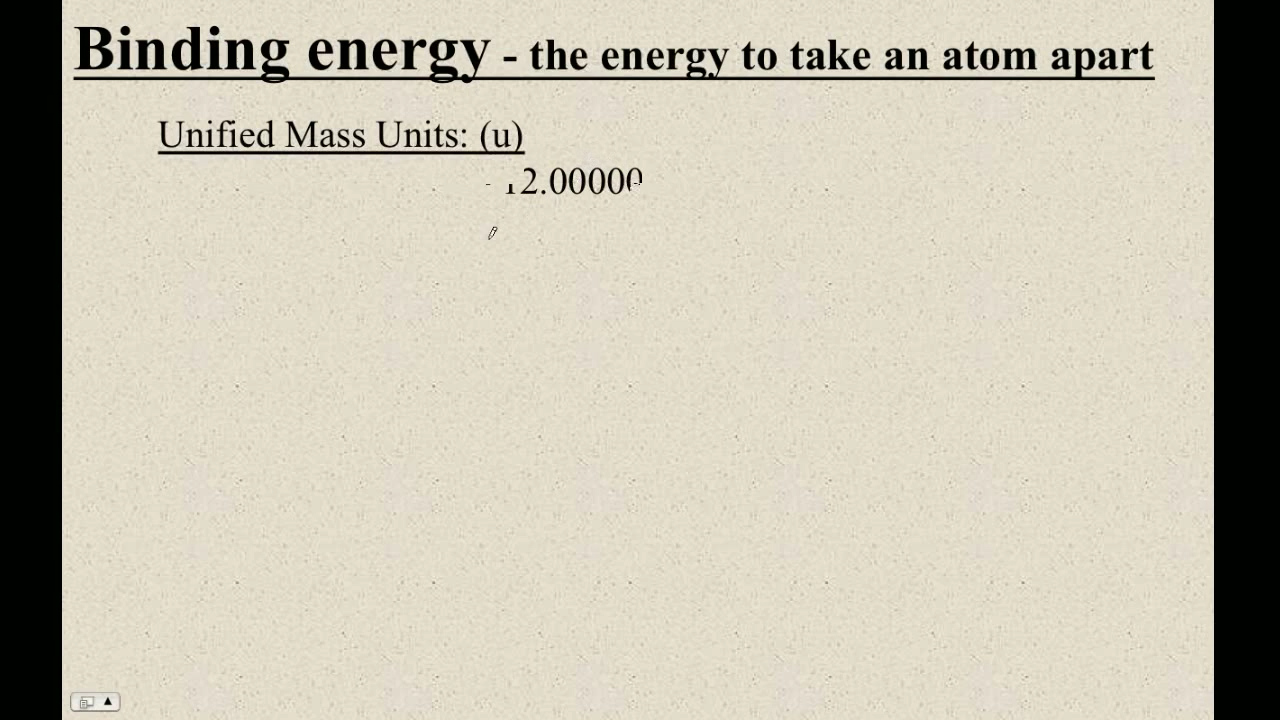 Binding energy - the energy to take an atom apart
Unified Mass Units: (u)
12.00000